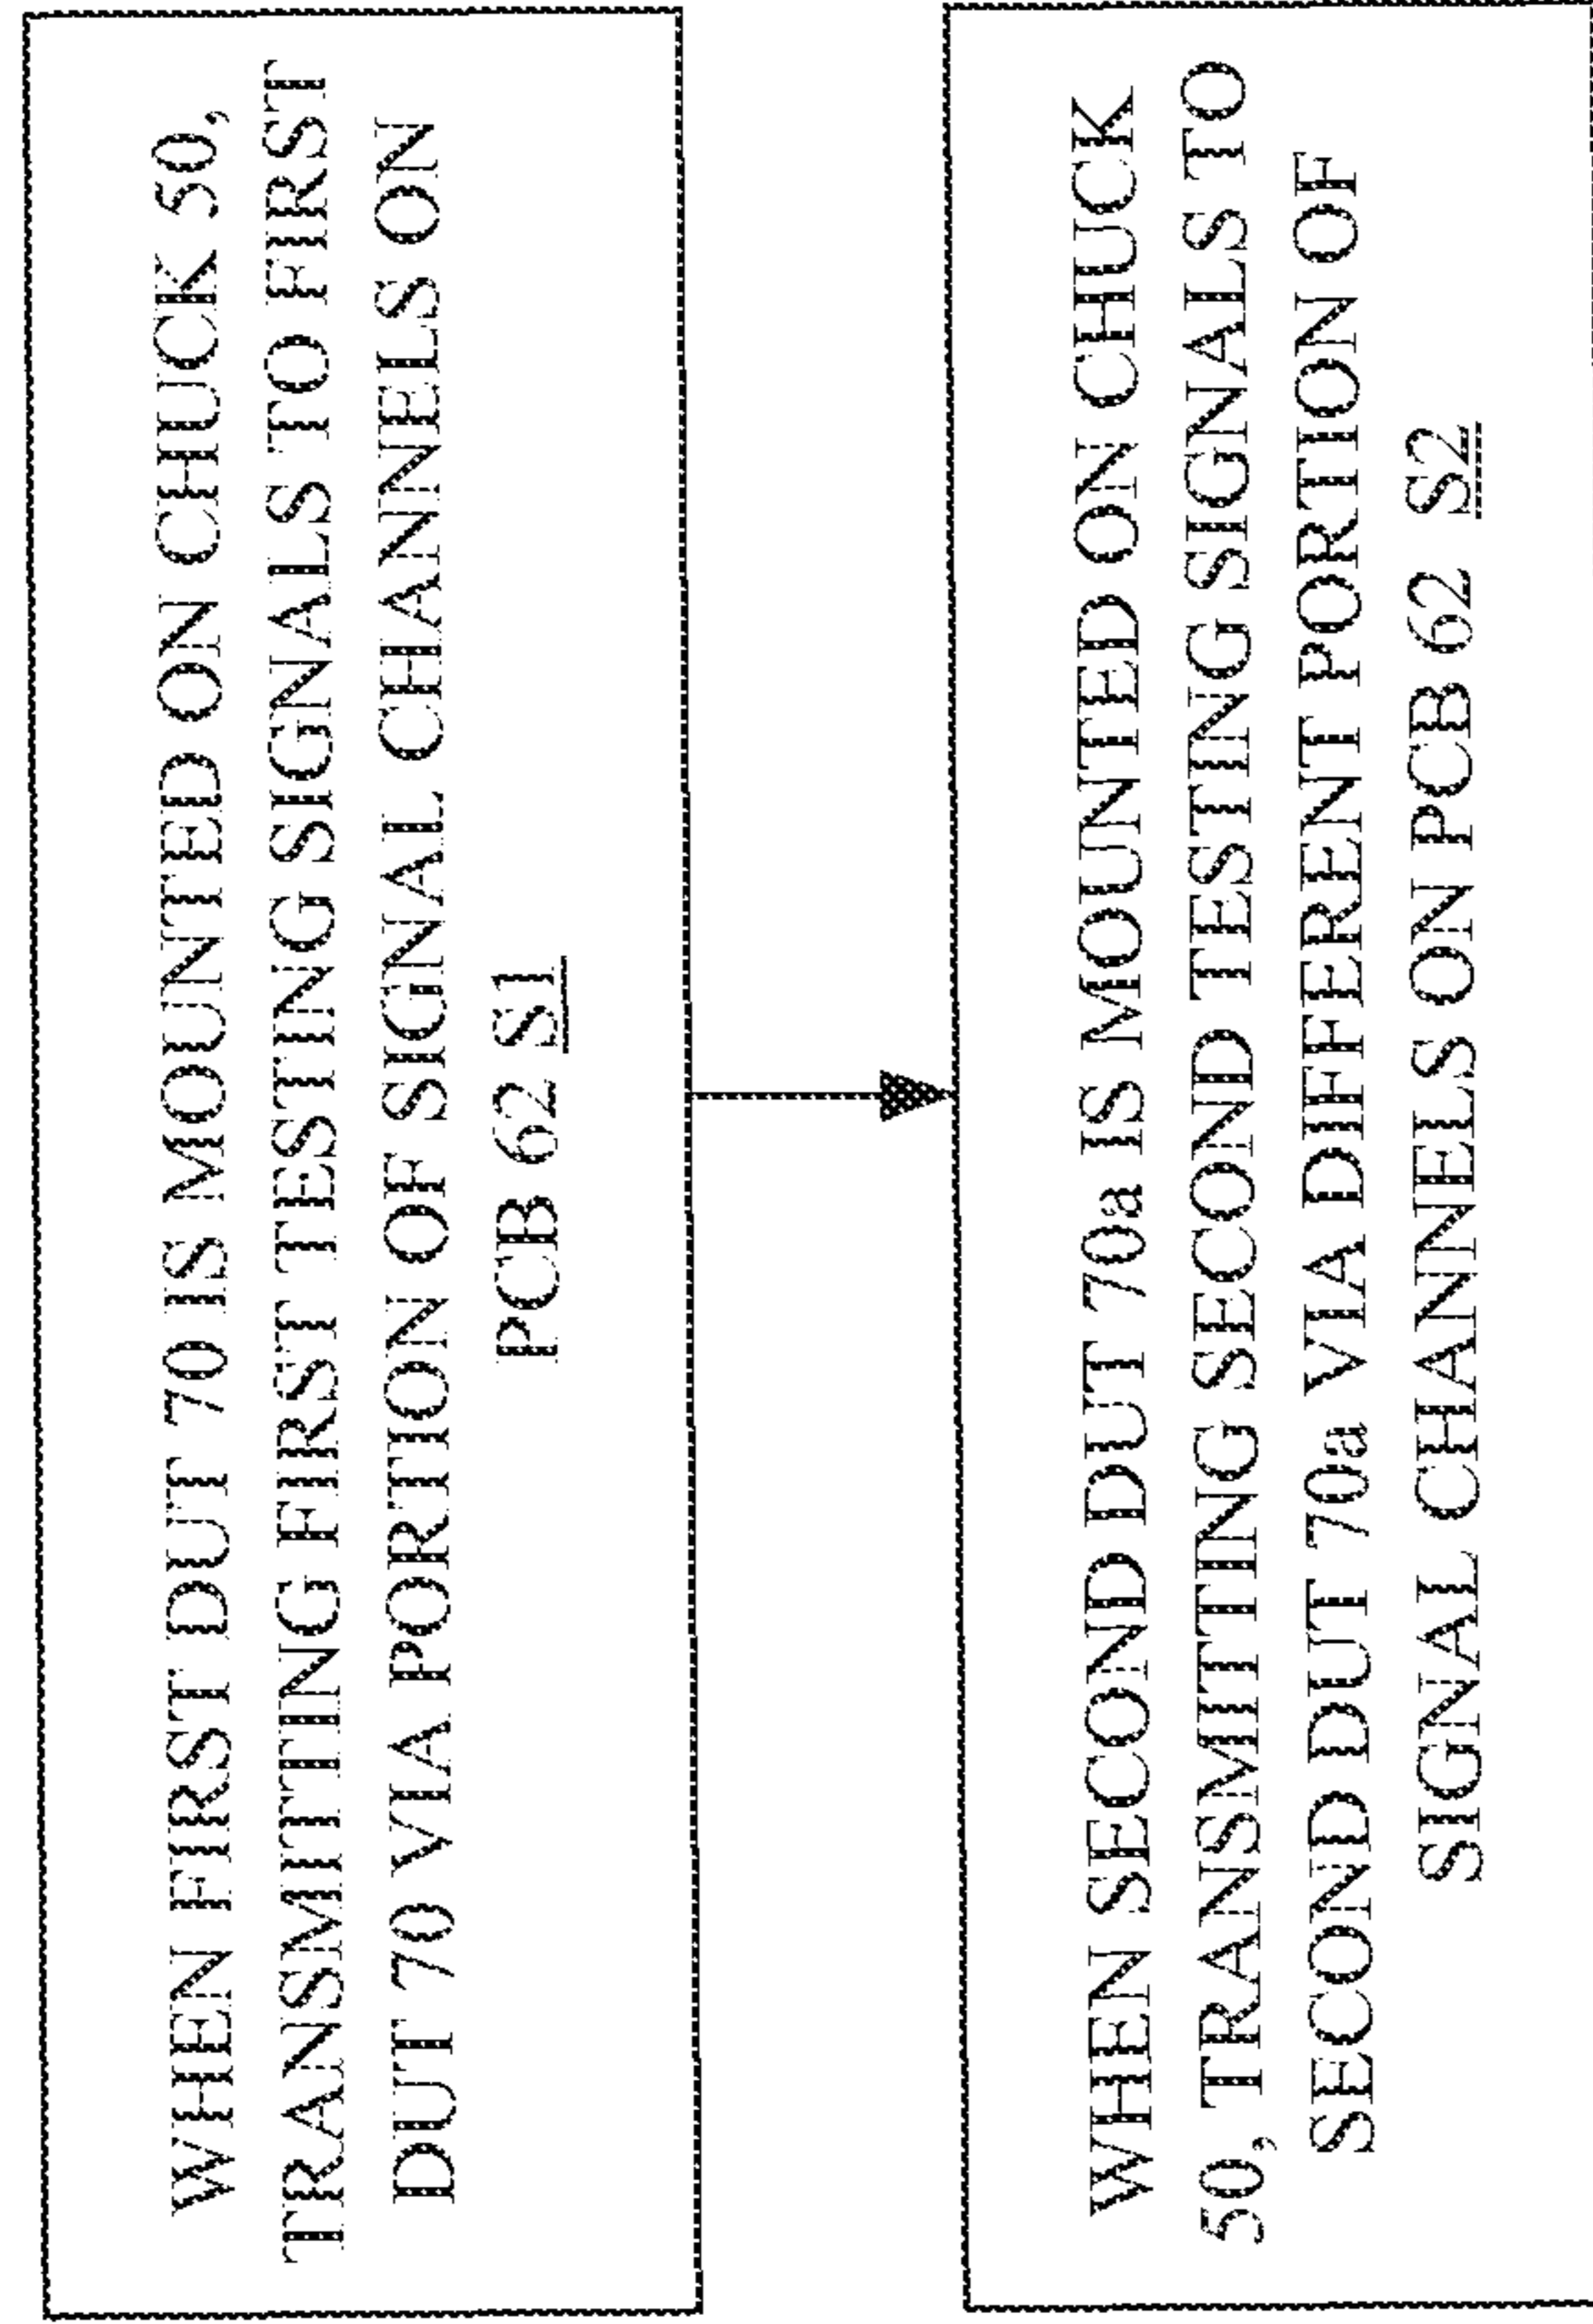 WHEN FIRST DUT 70 IS MOUNTED ON CHUCK 50,
TRANSMITTING FIRST TESTING SIGNALS TO FIRST
DUT 70 VIA PORTION OF SIGNAL CHANNELS ON
PCB 62 S1
WHEN SECOND DUT 70a IS MOUNTED ON CHUCK
50, TRANSMITTING SECOND TESTING SIGNALS TO
SECOND DUT 70a VIA DIFFERENT PORTION OF
SIGNAL CHANNELS ON PCB 62 S2